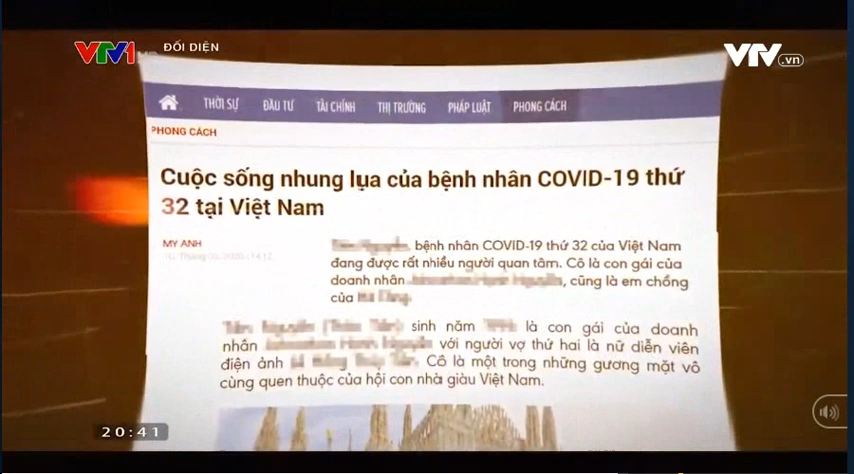 VTV1
ĐỐI DIỆN
VTV.vn
THỜI SỰ ĐẦU TƯ TÀI CHÍNH THỊ TRƯỜNG PHÁP LUẬT PHONG CÁCH
PHONG CÁCH
Cuộc sống nhung lụa của bệnh nhân COVID-19 thứ
32 tại Việt Nam
MY ANH
, bệnh nhân COVID-19 thứ 32 của Việt Nam
đang được rất nhiều người quan tâm. Cô là con gái của
doanh nhân , cũng là em chồng
của
sinh năm là con gái của doanh
nhân với người vợ thứ hai là nữ diễn viên
điện ảnh . Cô là một trong những gương mặt vô
cùng quen thuộc của hội con nhà giàu Việt Nam.
20:41